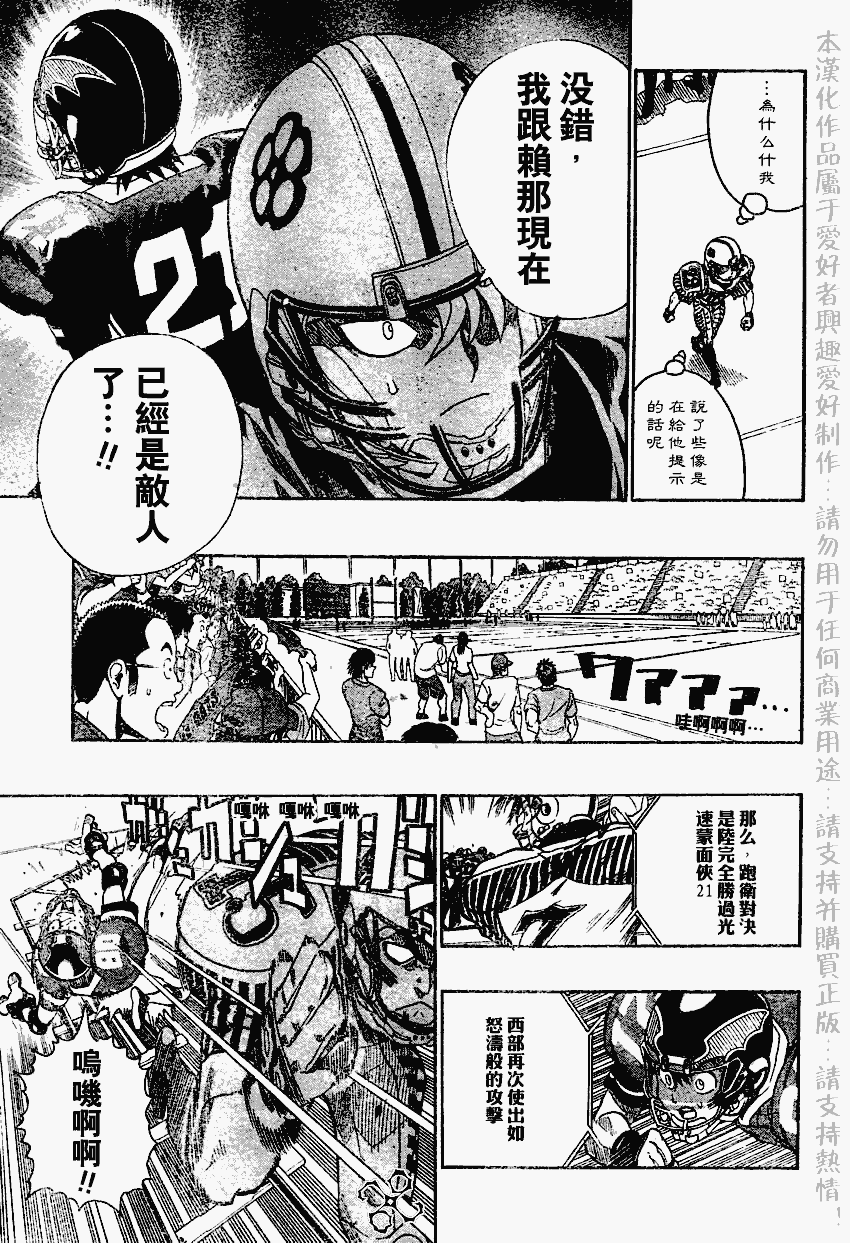 …為什么什我
說了些像是
在給他提示
的話呢
没錯，
我跟賴那現在
已經是敵人
了…!!
21
ワアアア…
哇啊啊啊…
那么，跑衛對決
是陸完全勝過光
速蒙面俠21
西部再次使出如
怒濤般的攻擊
嘎咻 嘎咻 嘎咻
嗚嘰啊啊!!
本漢化作品屬于愛好者興趣愛好制作…請勿用于任何商業用途…請支持并購買正版…請支持熱情！